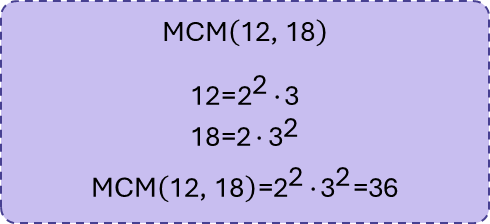 MCM(12, 18)
12=2²·3
18=2·3²
MCM(12, 18)=2²·3²=36